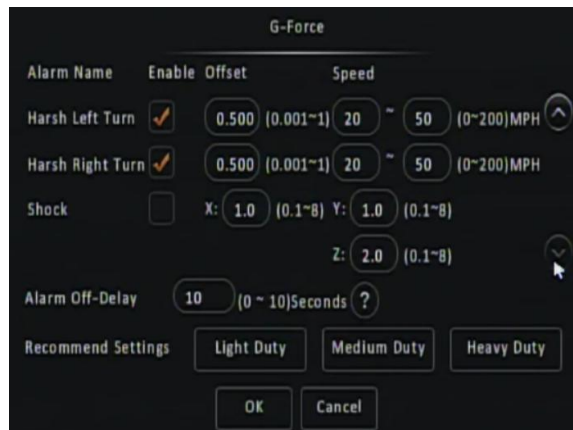 G-Force
Alarm Name Enable Offset Speed
Harsh Left Turn 0.500 (0.001~1) 20 ~ 50 (0~200)MPH
Harsh Right Turn 0.500 (0.001~1) 20 ~ 50 (0~200)MPH
Shock X: 1.0 (0.1~8) Y: 1.0 (0.1~8)
Z: 2.0 (0.1~8)
Alarm Off-Delay 10 (0 ~ 10)Seconds ?
Recommend Settings Light Duty Medium Duty Heavy Duty
OK Cancel